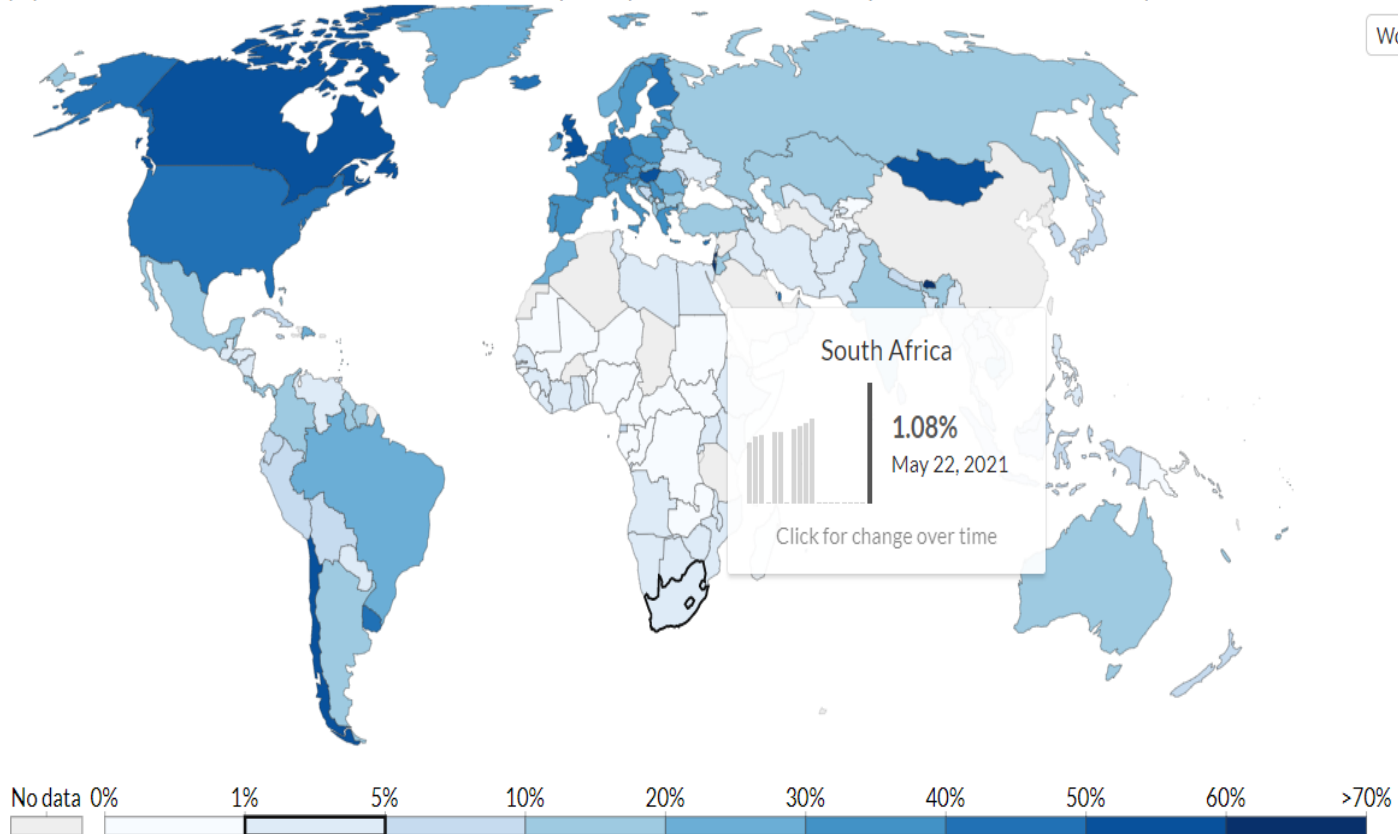 South Africa
1.08%
May 22, 2021
Click for change over time
No data 0% 1% 5% 10% 20% 30% 40% 50% 60% >70%